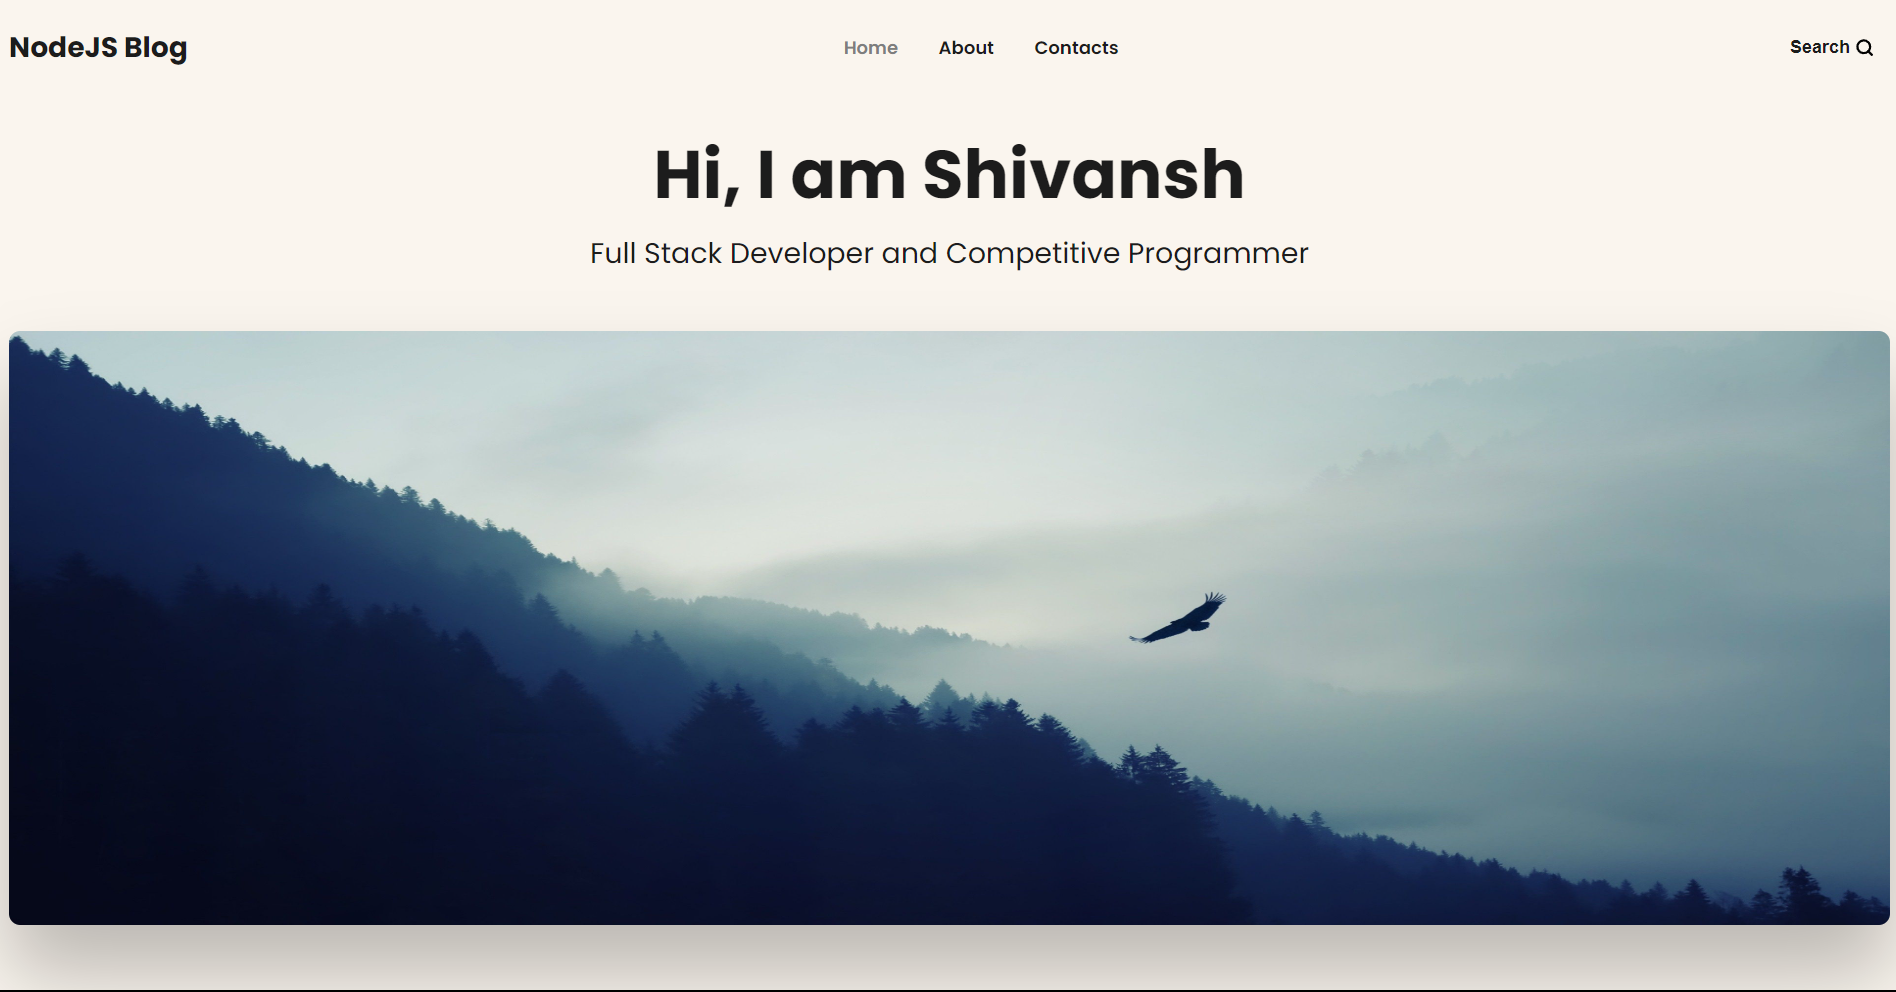 NodeJS Blog
Home About Contacts
Search
Hi, I am Shivansh
Full Stack Developer and Competitive Programmer